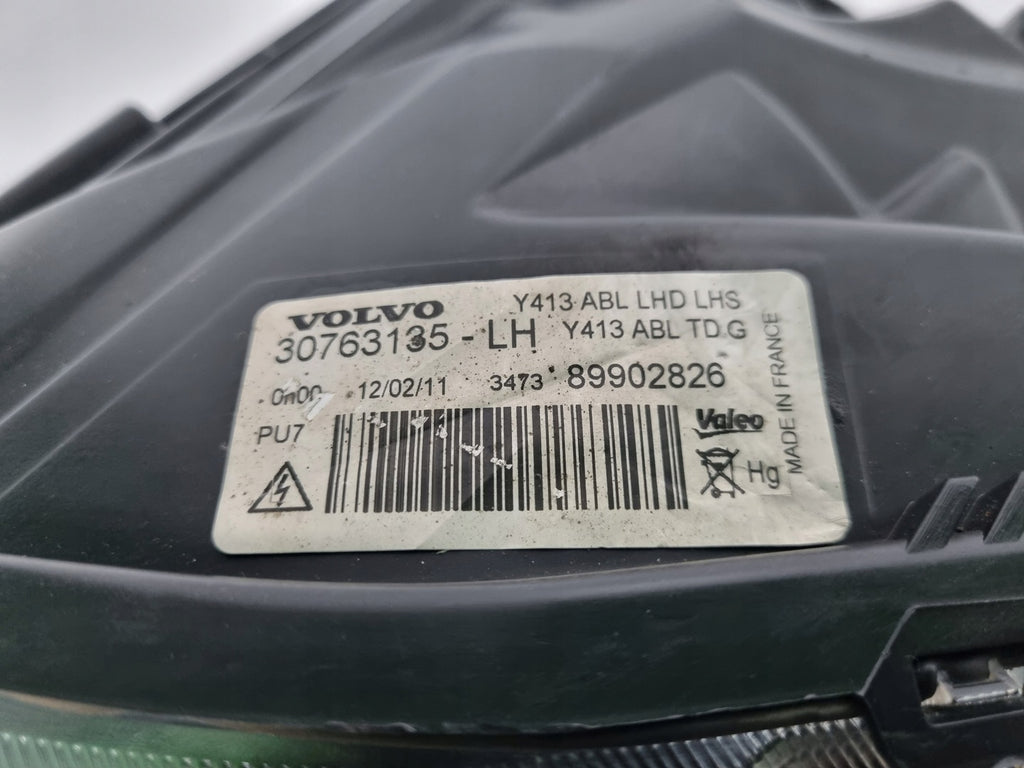 VOLVO Y413 ABL LHD LHS
30763135 - LH Y413 ABL TD.G
12/02/11 3473 89902826
PU7
Valeo
Hg
MADE IN FRANCE